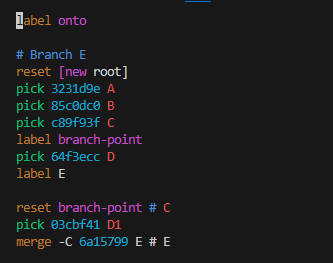 label onto
# Branch E
reset [new root]
pick 3231d9e A
pick 85c0dc0 B
pick c89f93f C
label branch-point
pick 64f3ecc D
label E
reset branch-point # C
pick 03cbf41 D1
merge -C 6a15799 E # E